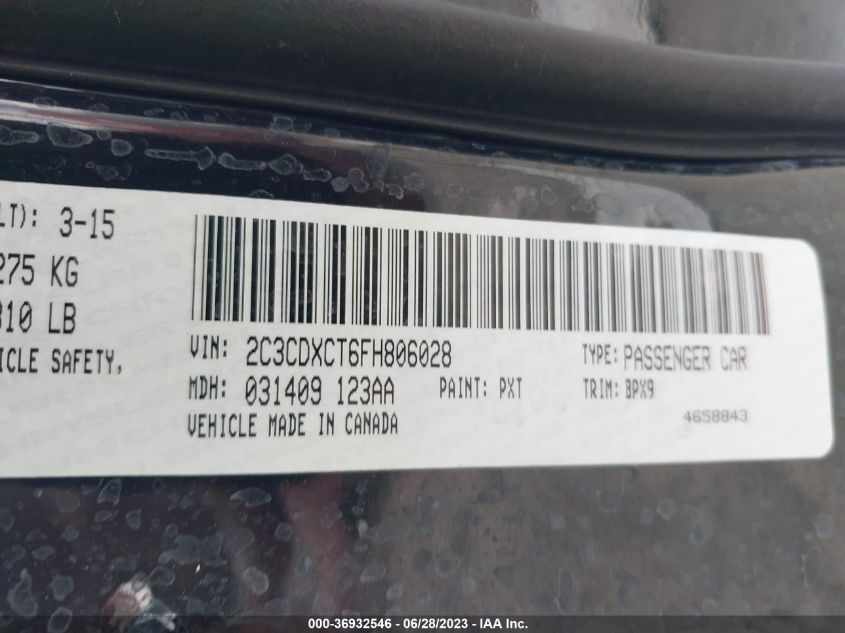 LT): 3-15
275 KG
310 LB
ICLE SAFETY,
VIN: 2C3CDXCT6FH806028 TYPE: PASSENGER CAR
MDH: 031409 123AA PAINT: PXT TRIM: BPX9
VEHICLE MADE IN CANADA 4658843
000-36932546 - 06/28/2023 - IAA Inc.